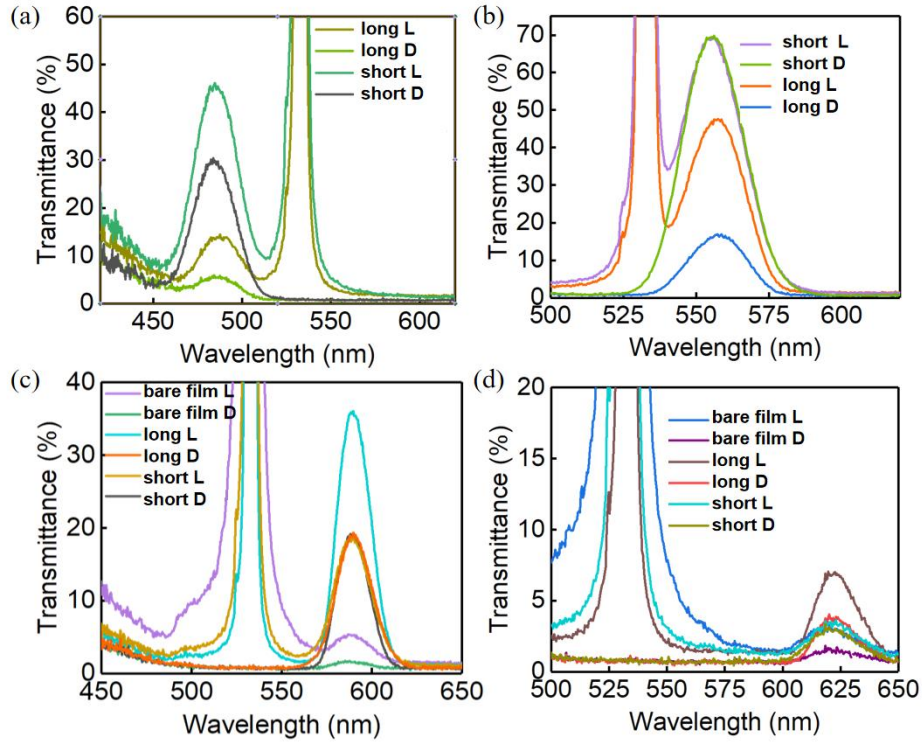 (a)
Transmittance (%)
60
50
40
30
20
10
0
long L
long D
short L
short D
450 500 550 600
Wavelength (nm)
(b)
Transmittance (%)
70
60
50
40
30
20
10
0
short L
short D
long L
long D
500 525 550 575
Wavelength (nm)
(c)
Transmittance (%)
40
30
20
10
0
bare film L
bare film D
long L
long D
short L
short D
450 500 550 600 650
Wavelength (nm)
(d)
Transmittance (%)
20
15
10
5
0
bare film L
bare film D
long L
long D
short L
short D
500 525 550 575 600 625 650
Wavelength (nm)